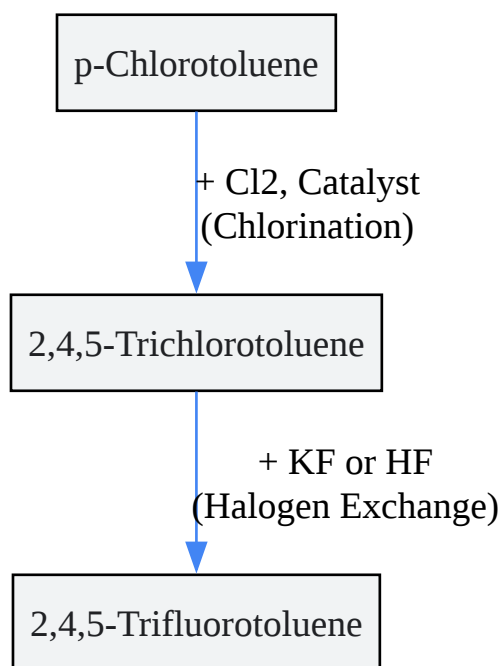 p-Chlorotoluene
+ Cl2, Catalyst
(Chlorination)
2,4,5-Trichlorotoluene
+ KF or HF
(Halogen Exchange)
2,4,5-Trifluorotoluene